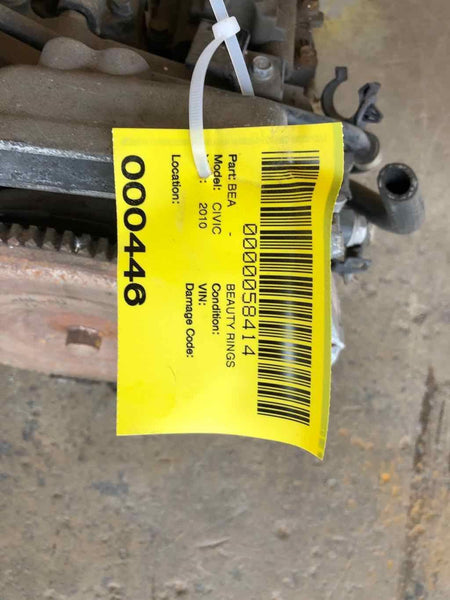 0000058414
Part: BEA - BEAUTY RINGS
Model: CIVIC Condition:
: 2010 VIN:
Location: Damage Code:
000446